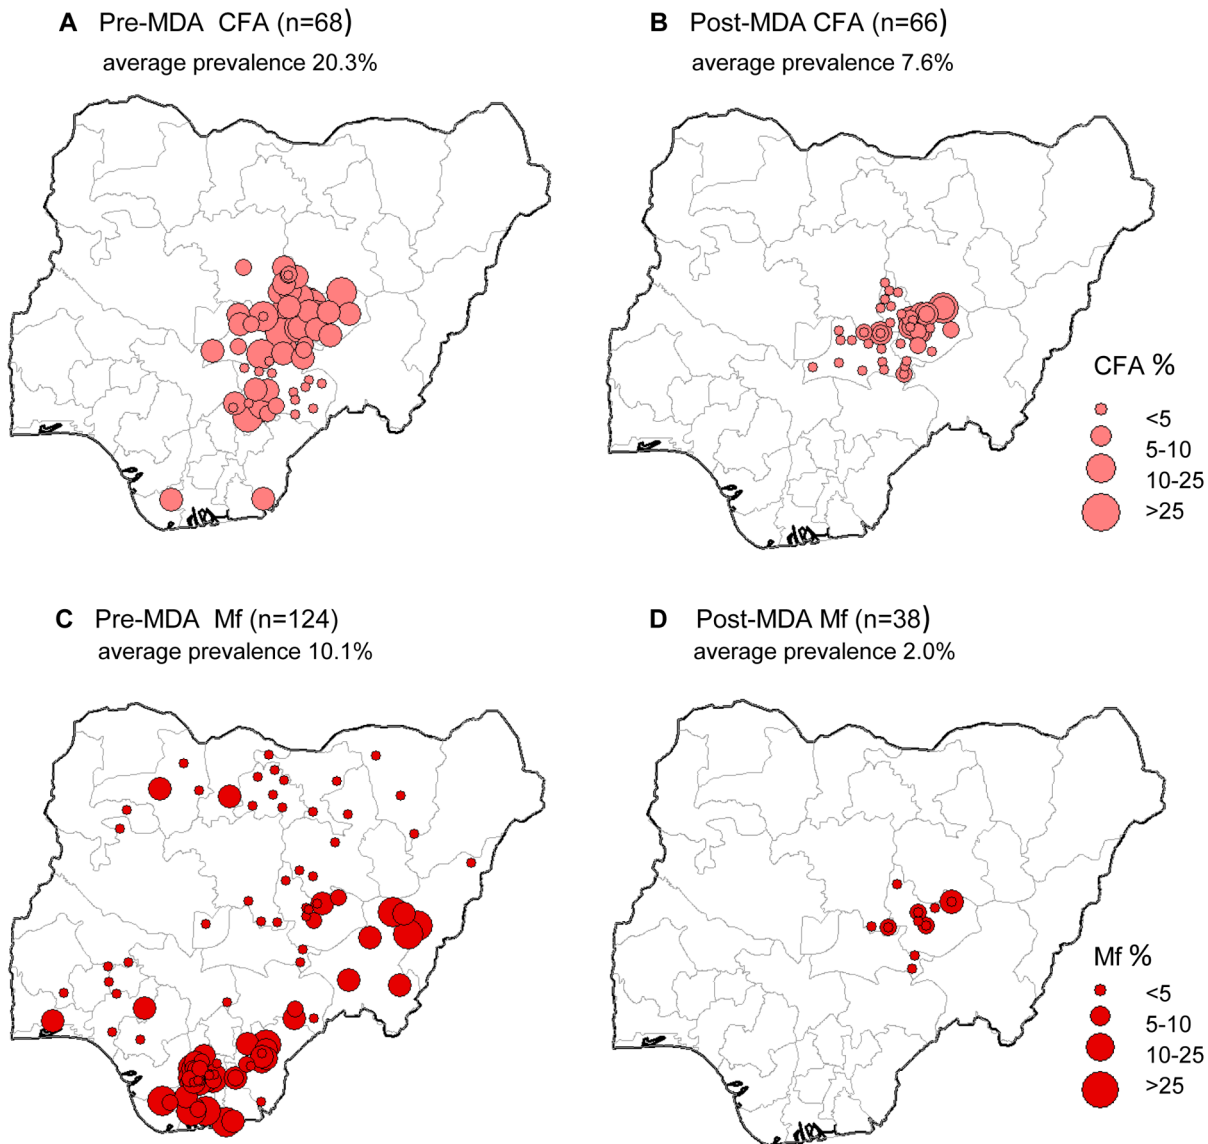 A Pre-MDA CFA (n=68)
average prevalence 20.3%
B Post-MDA CFA (n=66)
average prevalence 7.6%
CFA %
<5
5-10
10-25
>25
C Pre-MDA Mf (n=124)
average prevalence 10.1%
D Post-MDA Mf (n=38)
average prevalence 2.0%
Mf %
<5
5-10
10-25
>25